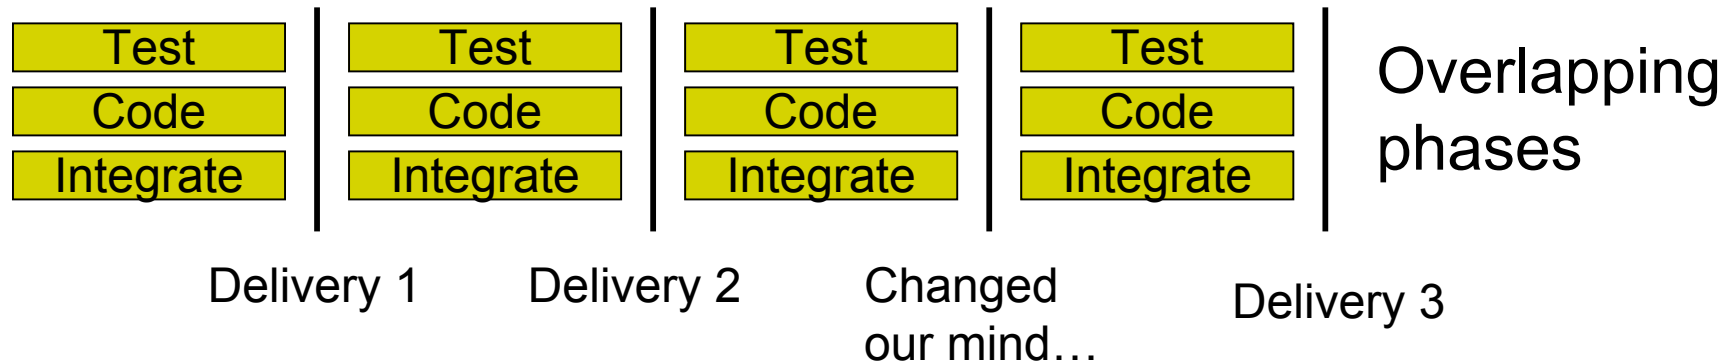 Test
Code
Integrate
Test
Code
Integrate
Test
Code
Integrate
Test
Code
Integrate
Overlapping
phases
Delivery 1
Delivery 2
Changed
our mind…
Delivery 3